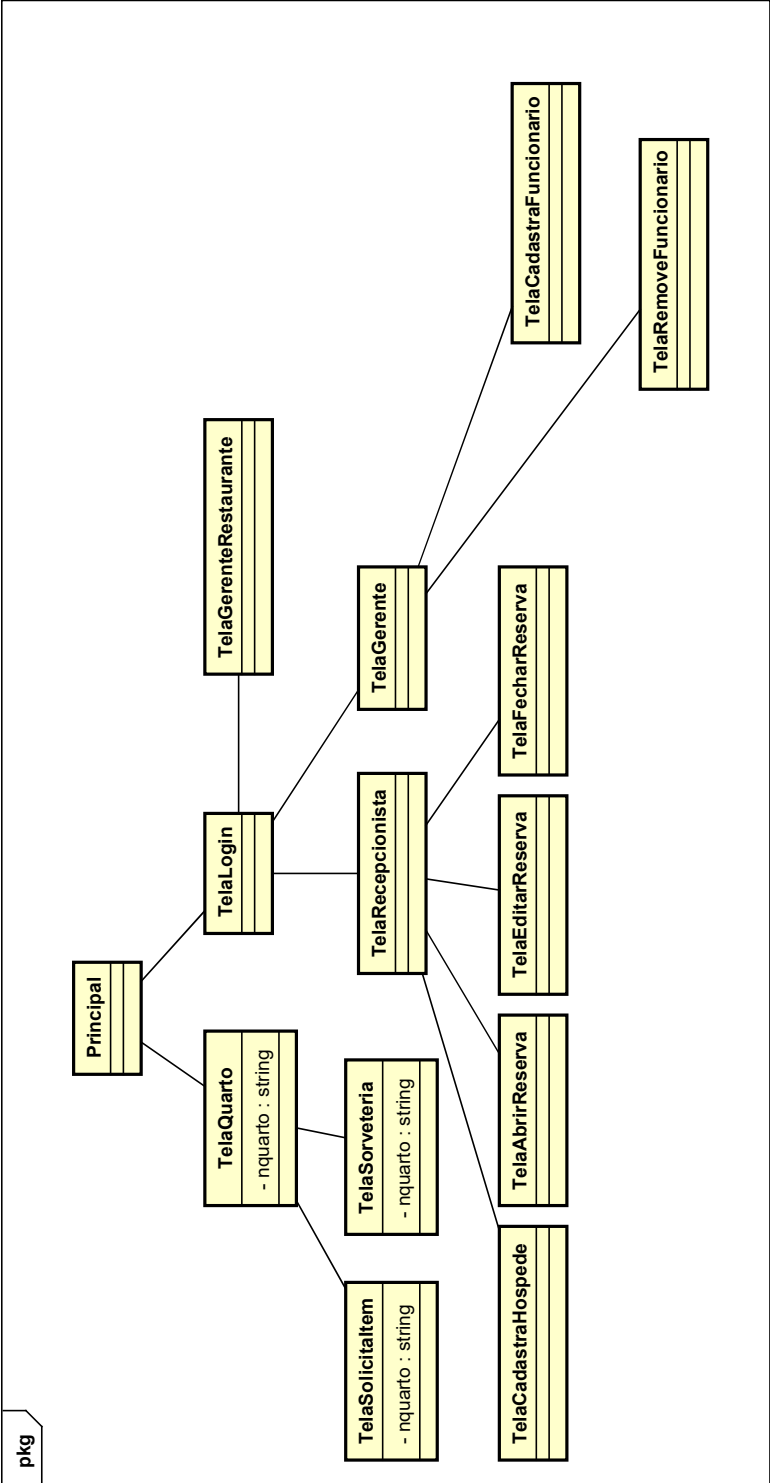 pkg
Principal
TelaQuarto
- nquarto : string
TelaLogin
TelaGerenteRestaurante
TelaSolicitaItem
- nquarto : string
TelaSorveteria
- nquarto : string
TelaRecepcionista
TelaGerente
TelaCadastraHospede
TelaAbrirReserva
TelaEditarReserva
TelaFecharReserva
TelaCadastraFuncionario
TelaRemoveFuncionario